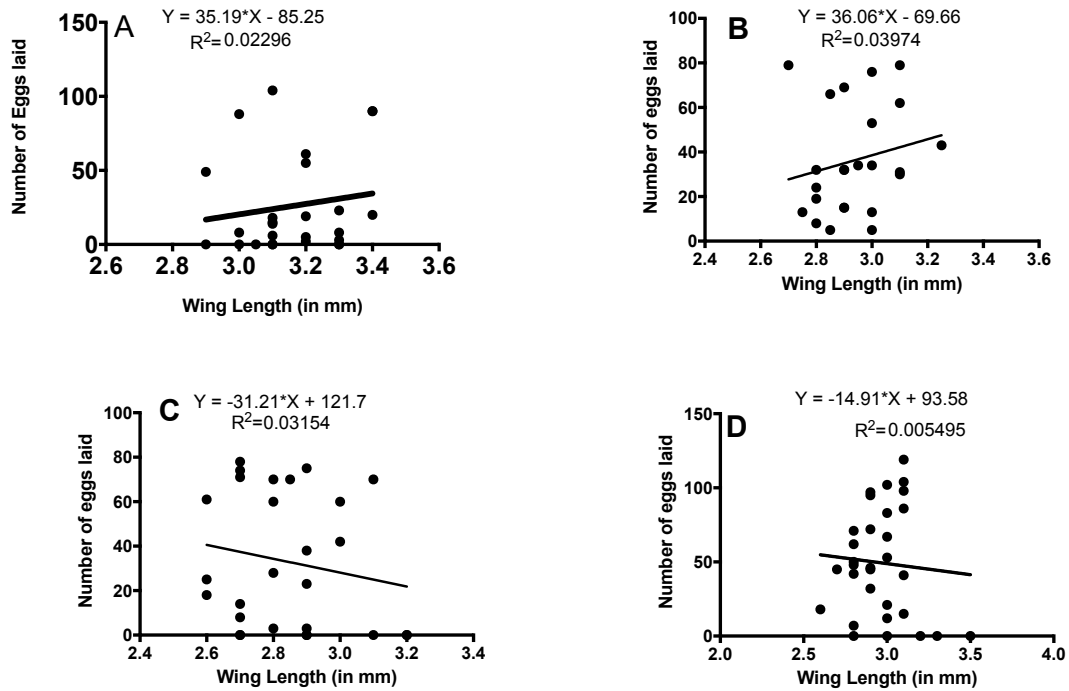 A
Y = 35.19*X - 85.25
R²=0.02296
Number of Eggs laid
150
100
50
0
2.6 2.8 3.0 3.2 3.4 3.6
Wing Length (in mm)
B
Y = 36.06*X - 69.66
R²=0.03974
Number of eggs laid
100
80
60
40
20
0
2.4 2.6 2.8 3.0 3.2 3.4 3.6
Wing Length (in mm)
C
Y = -31.21*X + 121.7
R²=0.03154
Number of eggs laid
100
80
60
40
20
0
2.4 2.6 2.8 3.0 3.2 3.4
Wing Length (in mm)
D
Y = -14.91*X + 93.58
R²=0.005495
Number of eggs laid
150
100
50
0
2.0 2.5 3.0 3.5 4.0
Wing Length (in mm)